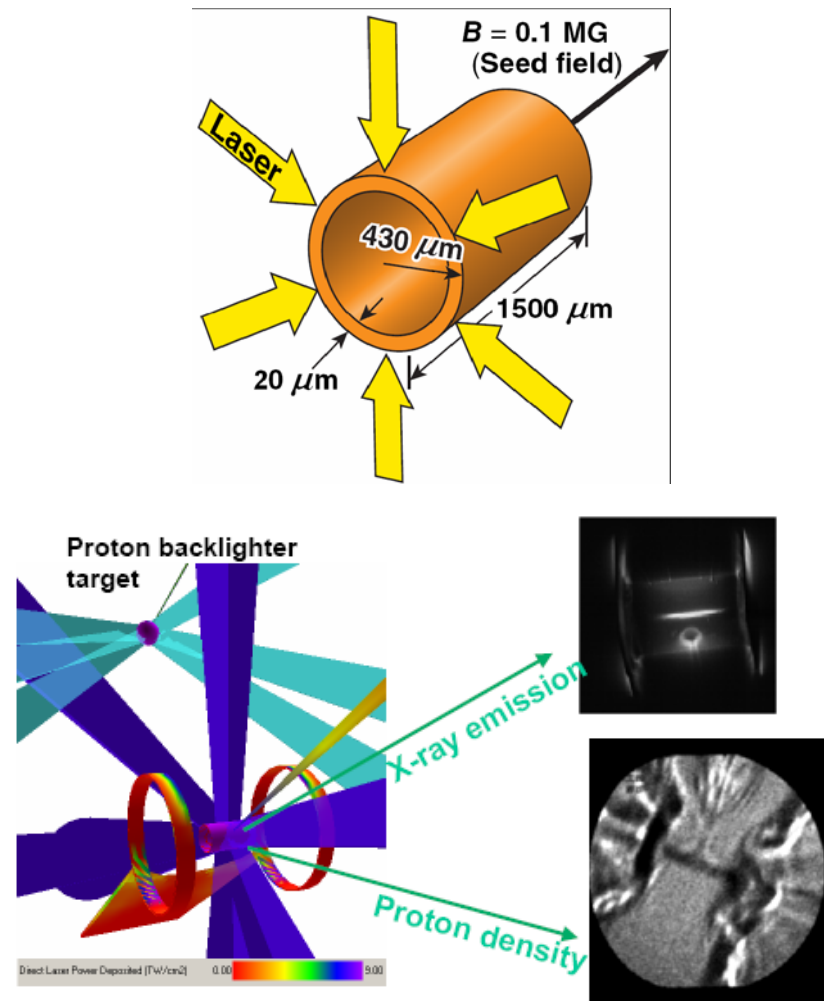 B = 0.1 MG
(Seed field)
Laser
430 μm
1500 μm
20 μm
Proton backlighter
target
X-ray emission
Proton density
Direct Laser Power Deposited (TW/cm2) 0.00 9.00